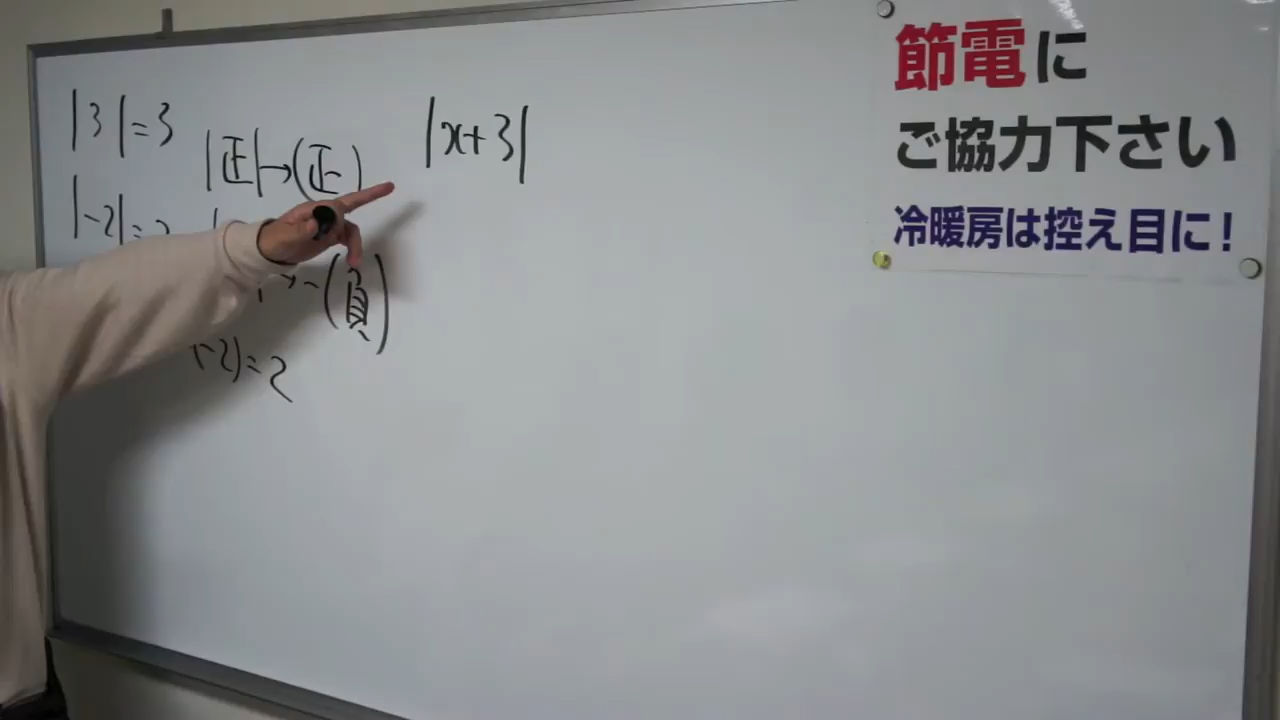 |3|=3
|正|→(正)
|x+3|
|-2|=2
→-(負)
(-2)=2
節電に
ご協力下さい
冷暖房は控え目に!